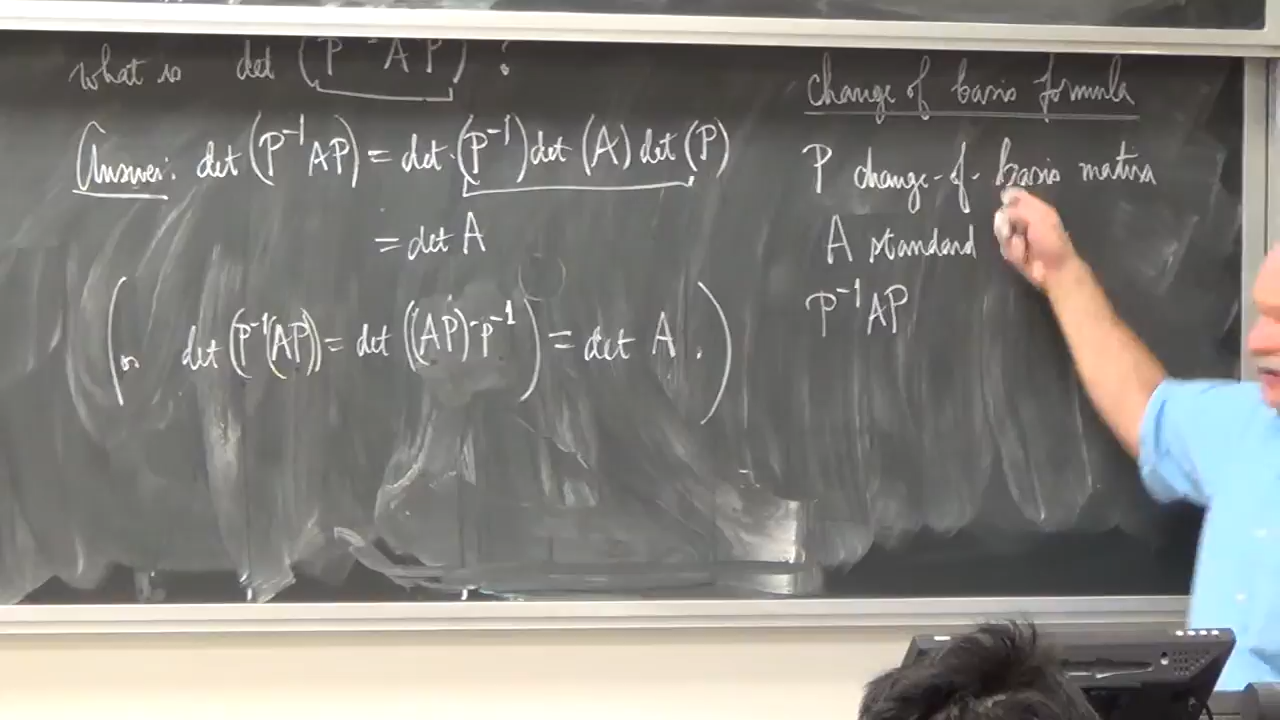 what is det (P⁻ A P) ?
Answer: det (P⁻¹AP) = det·(P⁻¹) det (A) det (P)
= det A
(or det (P⁻¹(AP)) = det ((AP)·P⁻¹) = det A .)
Change of basis formula
P change-of-basis matrix
A standard
P⁻¹AP